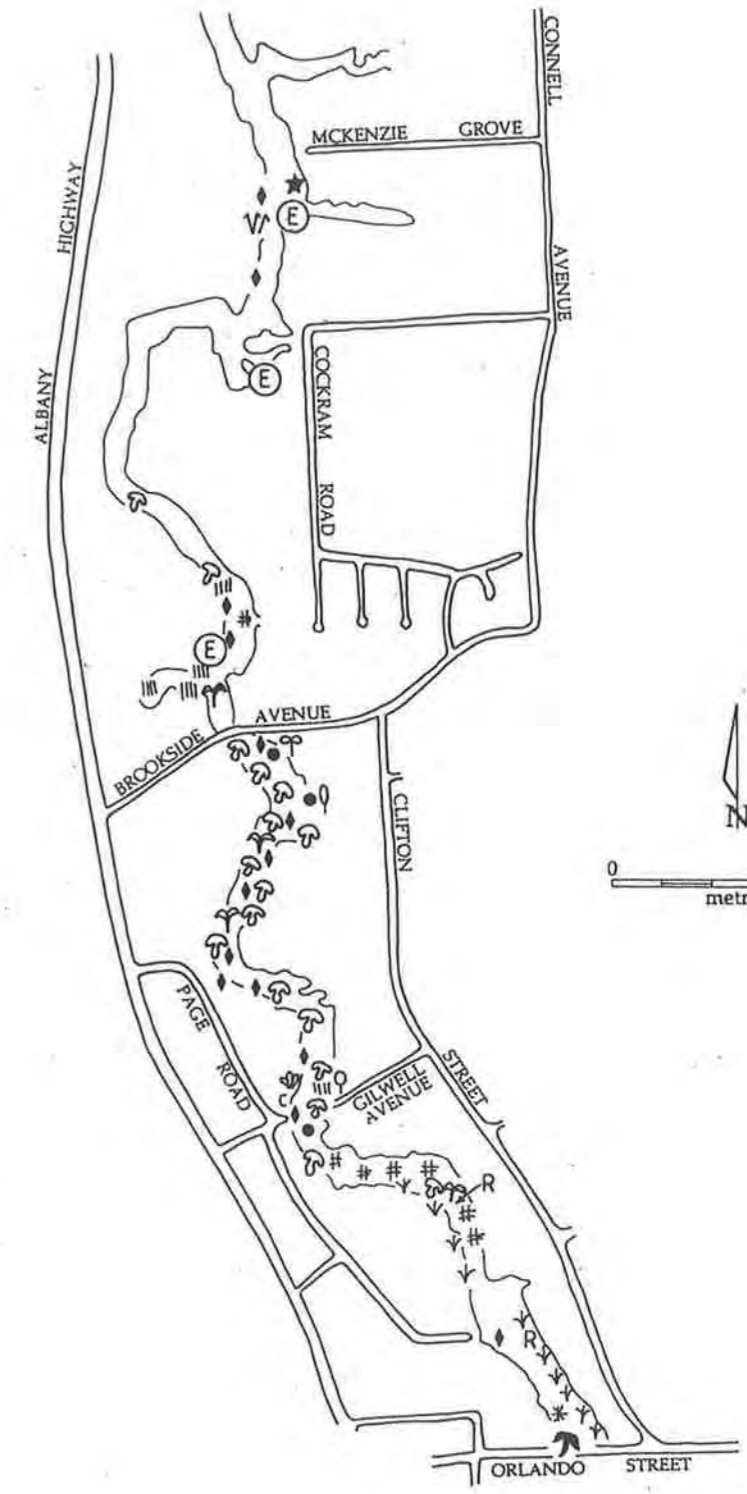 CONNELL
MCKENZIE GROVE
HIGHWAY
E
AVENUE
E
COCKRAM
ALBANY
ROAD
E
AVENUE
BROOKSIDE
CLIFTON
N
0
metr
PAGE
ROAD
STREET
C
GILWELL
AVENUE
R
R
ORLANDO STREET